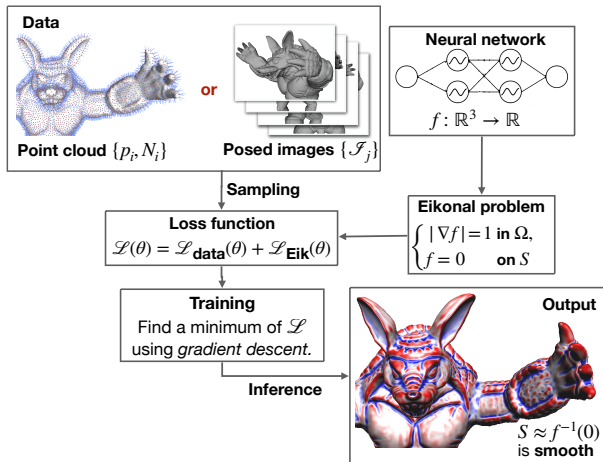 Data
or
Point cloud {p_i, N_i}
Posed images {𝒥_j}
Neural network
f : ℝ³ → ℝ
Sampling
Eikonal problem
|∇f| = 1 in Ω,
f = 0 on S
Loss function
ℒ(θ) = ℒ_data(θ) + ℒ_Eik(θ)
Training
Find a minimum of ℒ
using gradient descent.
Inference
Output
S ≈ f⁻¹(0)
is smooth